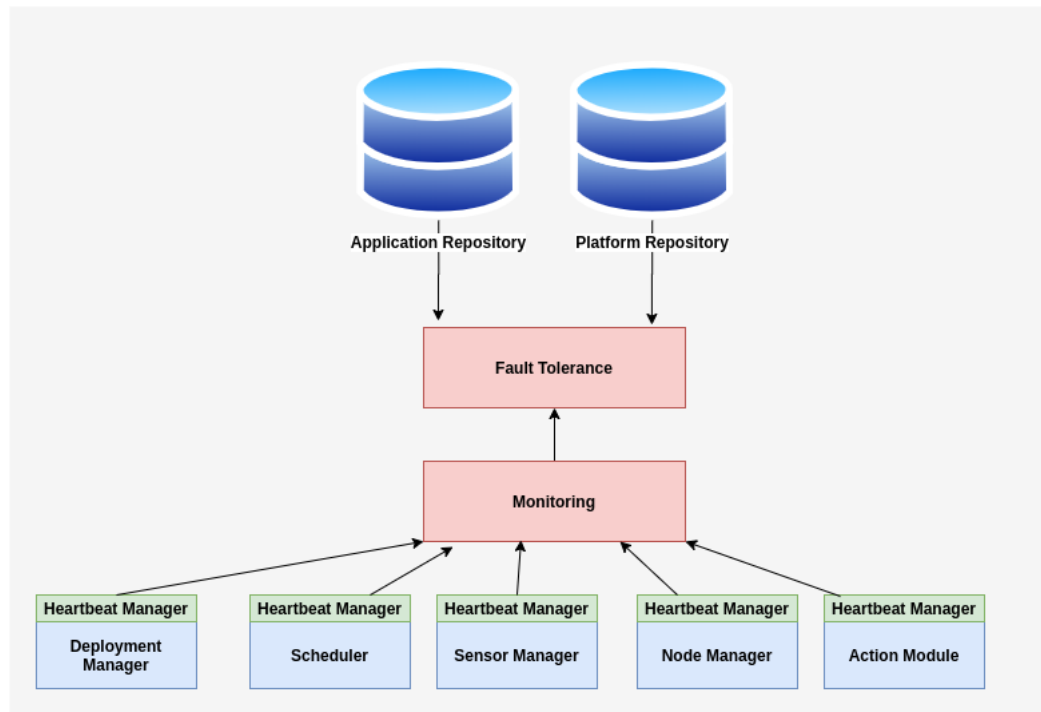 Application Repository
Platform Repository
Fault Tolerance
Monitoring
Heartbeat Manager
Heartbeat Manager
Heartbeat Manager
Heartbeat Manager
Heartbeat Manager
Deployment
Manager
Scheduler
Sensor Manager
Node Manager
Action Module